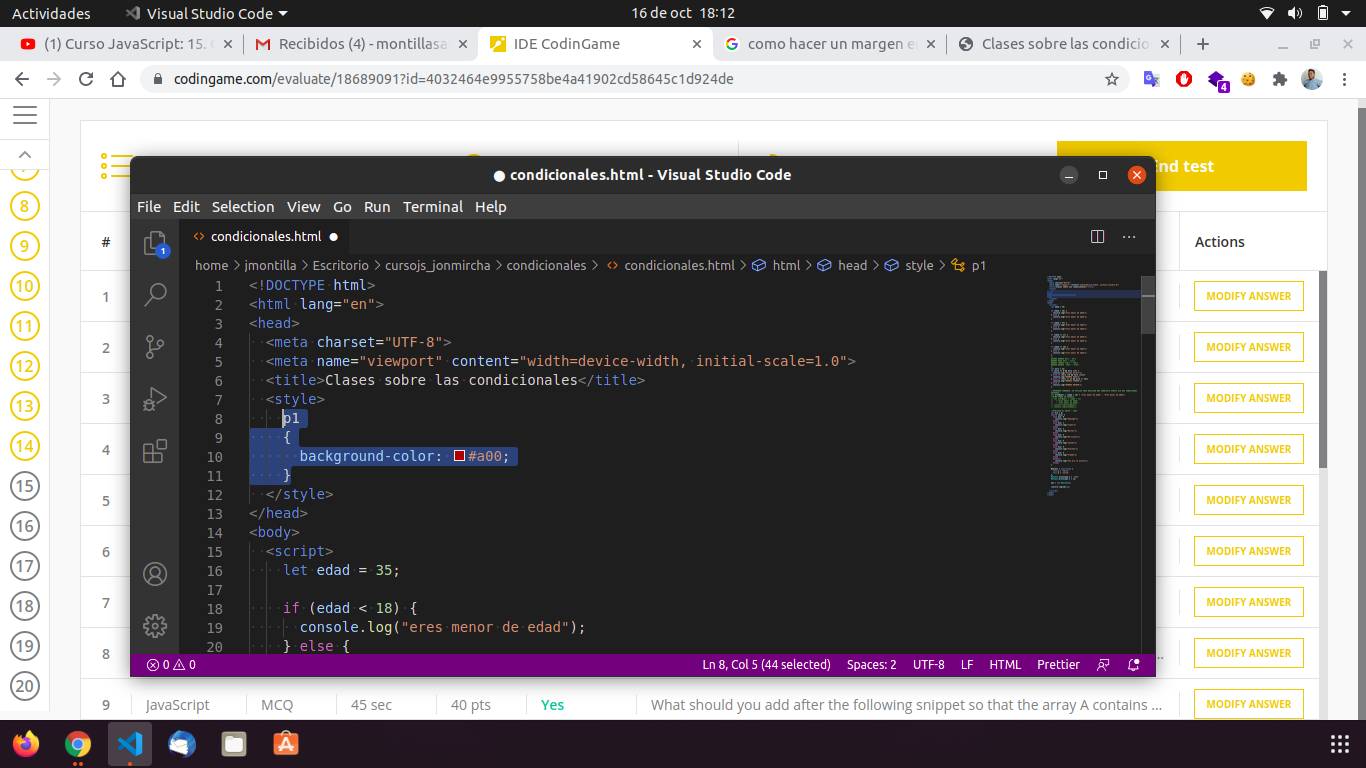 Actividades
Visual Studio Code
16 de oct 18:12
(1) Curso JavaScript: 15.
Recibidos (4) - montillasa
IDE CodinGame
como hacer un margen e
Clases sobre las condicio
codingame.com/evaluate/18689091?id=4032464e9955758be4a41902cd58645c1d924de
4
End test
condicionales.html - Visual Studio Code
File Edit Selection View Go Run Terminal Help
1
condicionales.html
home > jmontilla > Escritorio > cursojs_jonmircha > condicionales > condicionales.html > html > head > style > p1
1 <!DOCTYPE html>
2 <html lang="en">
3 <head>
4 <meta charset="UTF-8">
5 <meta name="viewport" content="width=device-width, initial-scale=1.0">
6 <title>Clases sobre las condicionales</title>
7 <style>
8 p1
9 {
10 background-color: #a00;
11 }
12 </style>
13 </head>
14 <body>
15 <script>
16 let edad = 35;
17
18 if (edad < 18) {
19 console.log("eres menor de edad");
20 } else {
0 0
Ln 8, Col 5 (44 selected) Spaces: 2 UTF-8 LF HTML Prettier
8
9
10
11
12
13
14
15
16
17
18
19
20
# Actions
1 MODIFY ANSWER
2 MODIFY ANSWER
3 MODIFY ANSWER
4 MODIFY ANSWER
5 MODIFY ANSWER
6 MODIFY ANSWER
7 MODIFY ANSWER
8 ... MODIFY ANSWER
9 JavaScript MCQ 45 sec 40 pts Yes What should you add after the following snippet so that the array A contains ... MODIFY ANSWER